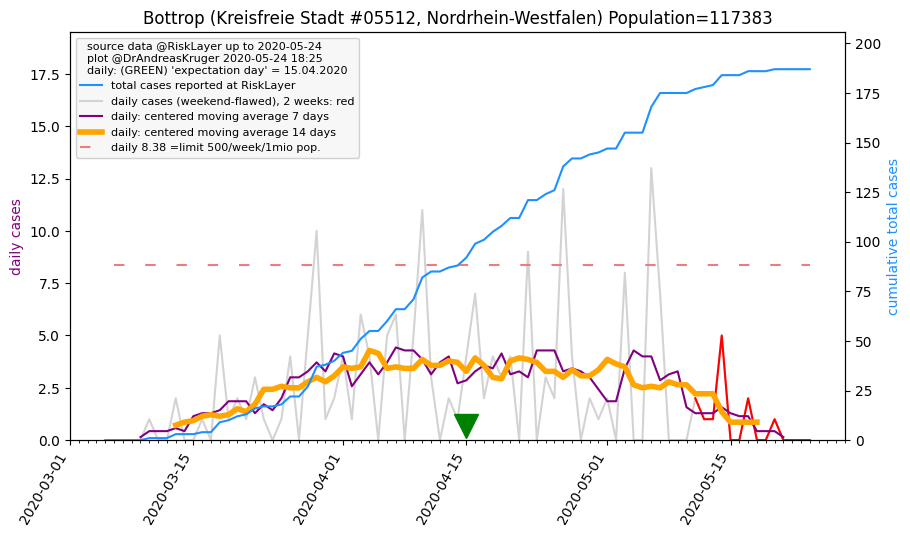 Bottrop (Kreisfreie Stadt #05512, Nordrhein-Westfalen) Population=117383
source data @RiskLayer up to 2020-05-24
plot @DrAndreasKruger 2020-05-24 18:25
daily: (GREEN) 'expectation day' = 15.04.2020
total cases reported at RiskLayer
daily cases (weekend-flawed), 2 weeks: red
daily: centered moving average 7 days
daily: centered moving average 14 days
daily 8.38 =limit 500/week/1mio pop.
daily cases
17.5
15.0
12.5
10.0
7.5
5.0
2.5
0.0
200
175
150
125
100
75
50
25
0
cumulative total cases
2020-03-01
2020-03-15
2020-04-01
2020-04-15
2020-05-01
2020-05-15